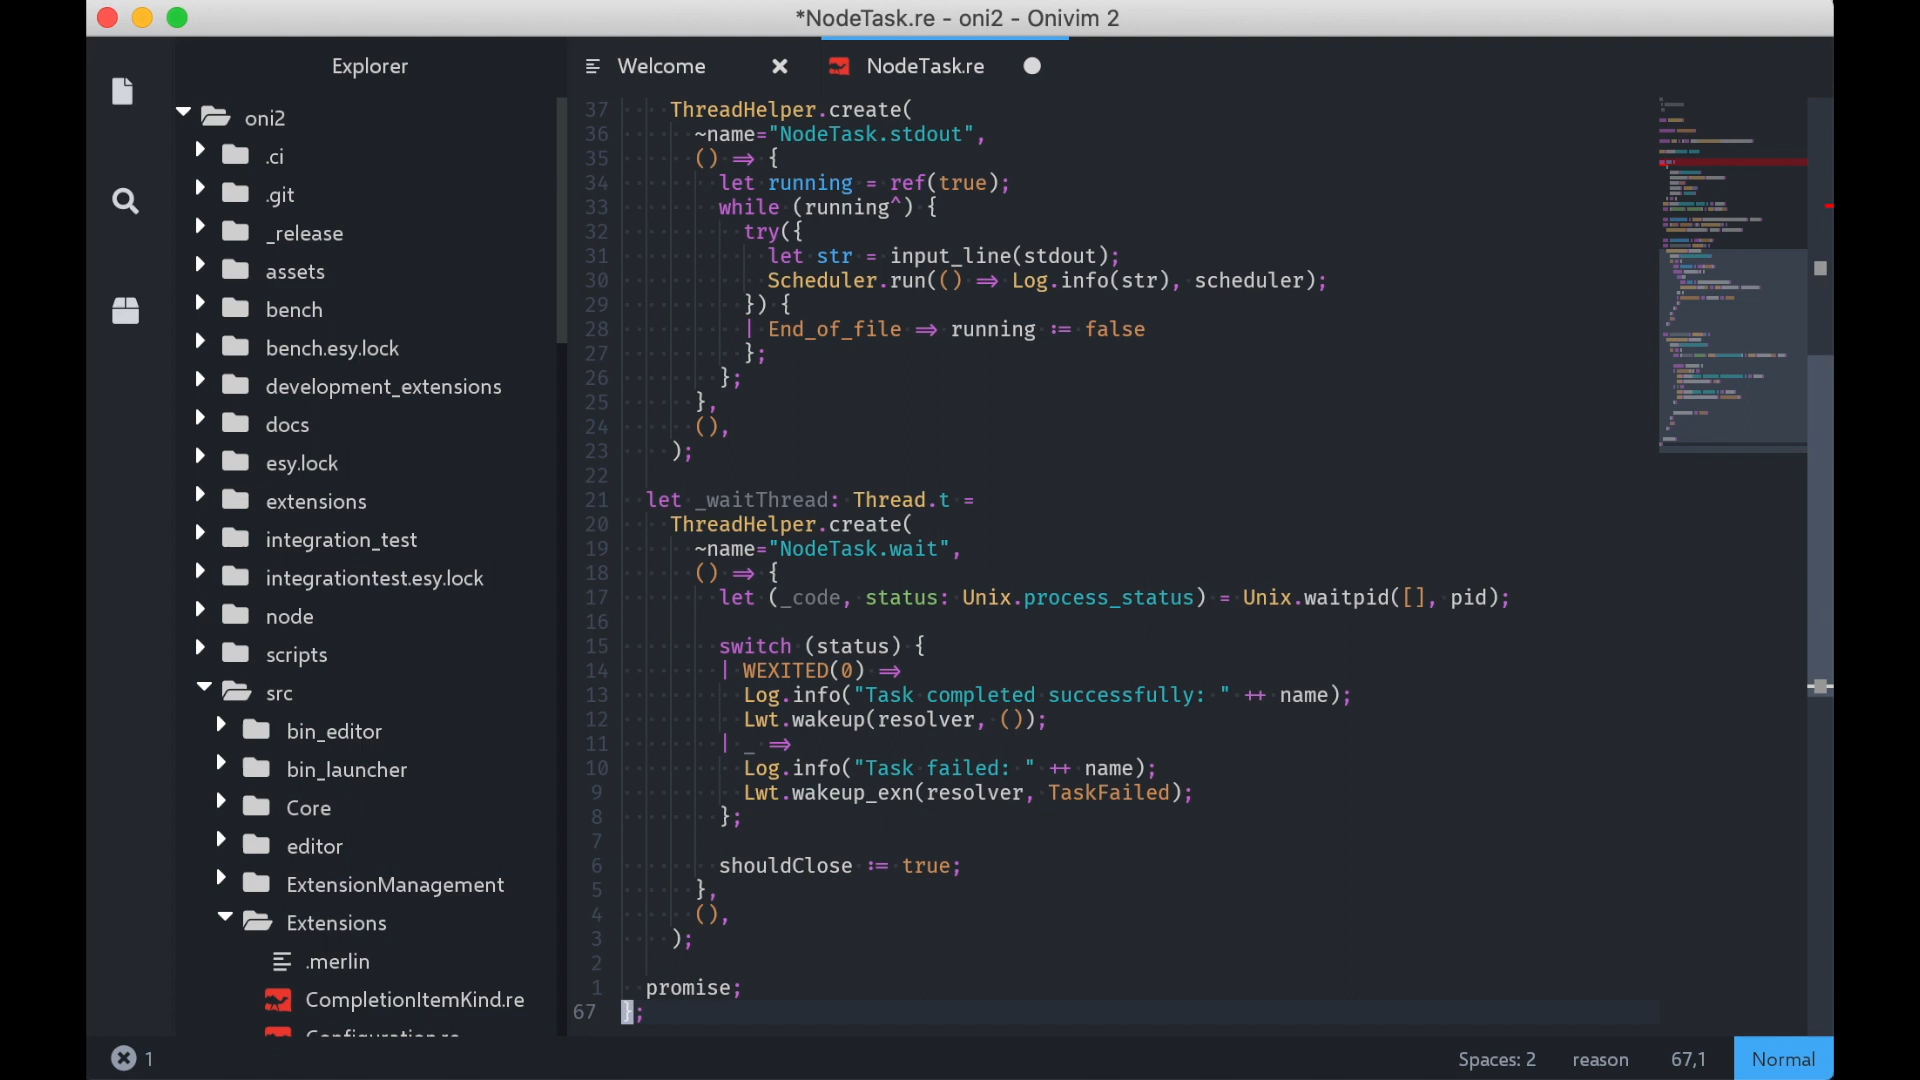 *NodeTask.re - oni2 - Onivim 2
Explorer
Welcome
NodeTask.re
oni2
.ci
.git
_release
assets
bench
bench.esy.lock
development_extensions
docs
esy.lock
extensions
integration_test
integrationtest.esy.lock
node
scripts
src
bin_editor
bin_launcher
Core
editor
ExtensionManagement
Extensions
.merlin
CompletionItemKind.re
Configuration.re
37 ThreadHelper.create(
36 ~name="NodeTask.stdout",
35 () => {
34 let running = ref(true);
33 while (running^) {
32 try({
31 let str = input_line(stdout);
30 Scheduler.run(() => Log.info(str), scheduler);
29 }) {
28 | End_of_file => running := false
27 };
26 };
25 },
24 (),
23 );
22
21 let _waitThread: Thread.t =
20 ThreadHelper.create(
19 ~name="NodeTask.wait",
18 () => {
17 let (_code, status: Unix.process_status) = Unix.waitpid([], pid);
16
15 switch (status) {
14 | WEXITED(0) =>
13 Log.info("Task completed successfully: " ++ name);
12 Lwt.wakeup(resolver, ());
11 | _ =>
10 Log.info("Task failed: " ++ name);
9 Lwt.wakeup_exn(resolver, TaskFailed);
8 };
7
6 shouldClose := true;
5 },
4 (),
3 );
2
1 promise;
67 };
1
Spaces: 2
reason
67,1
Normal